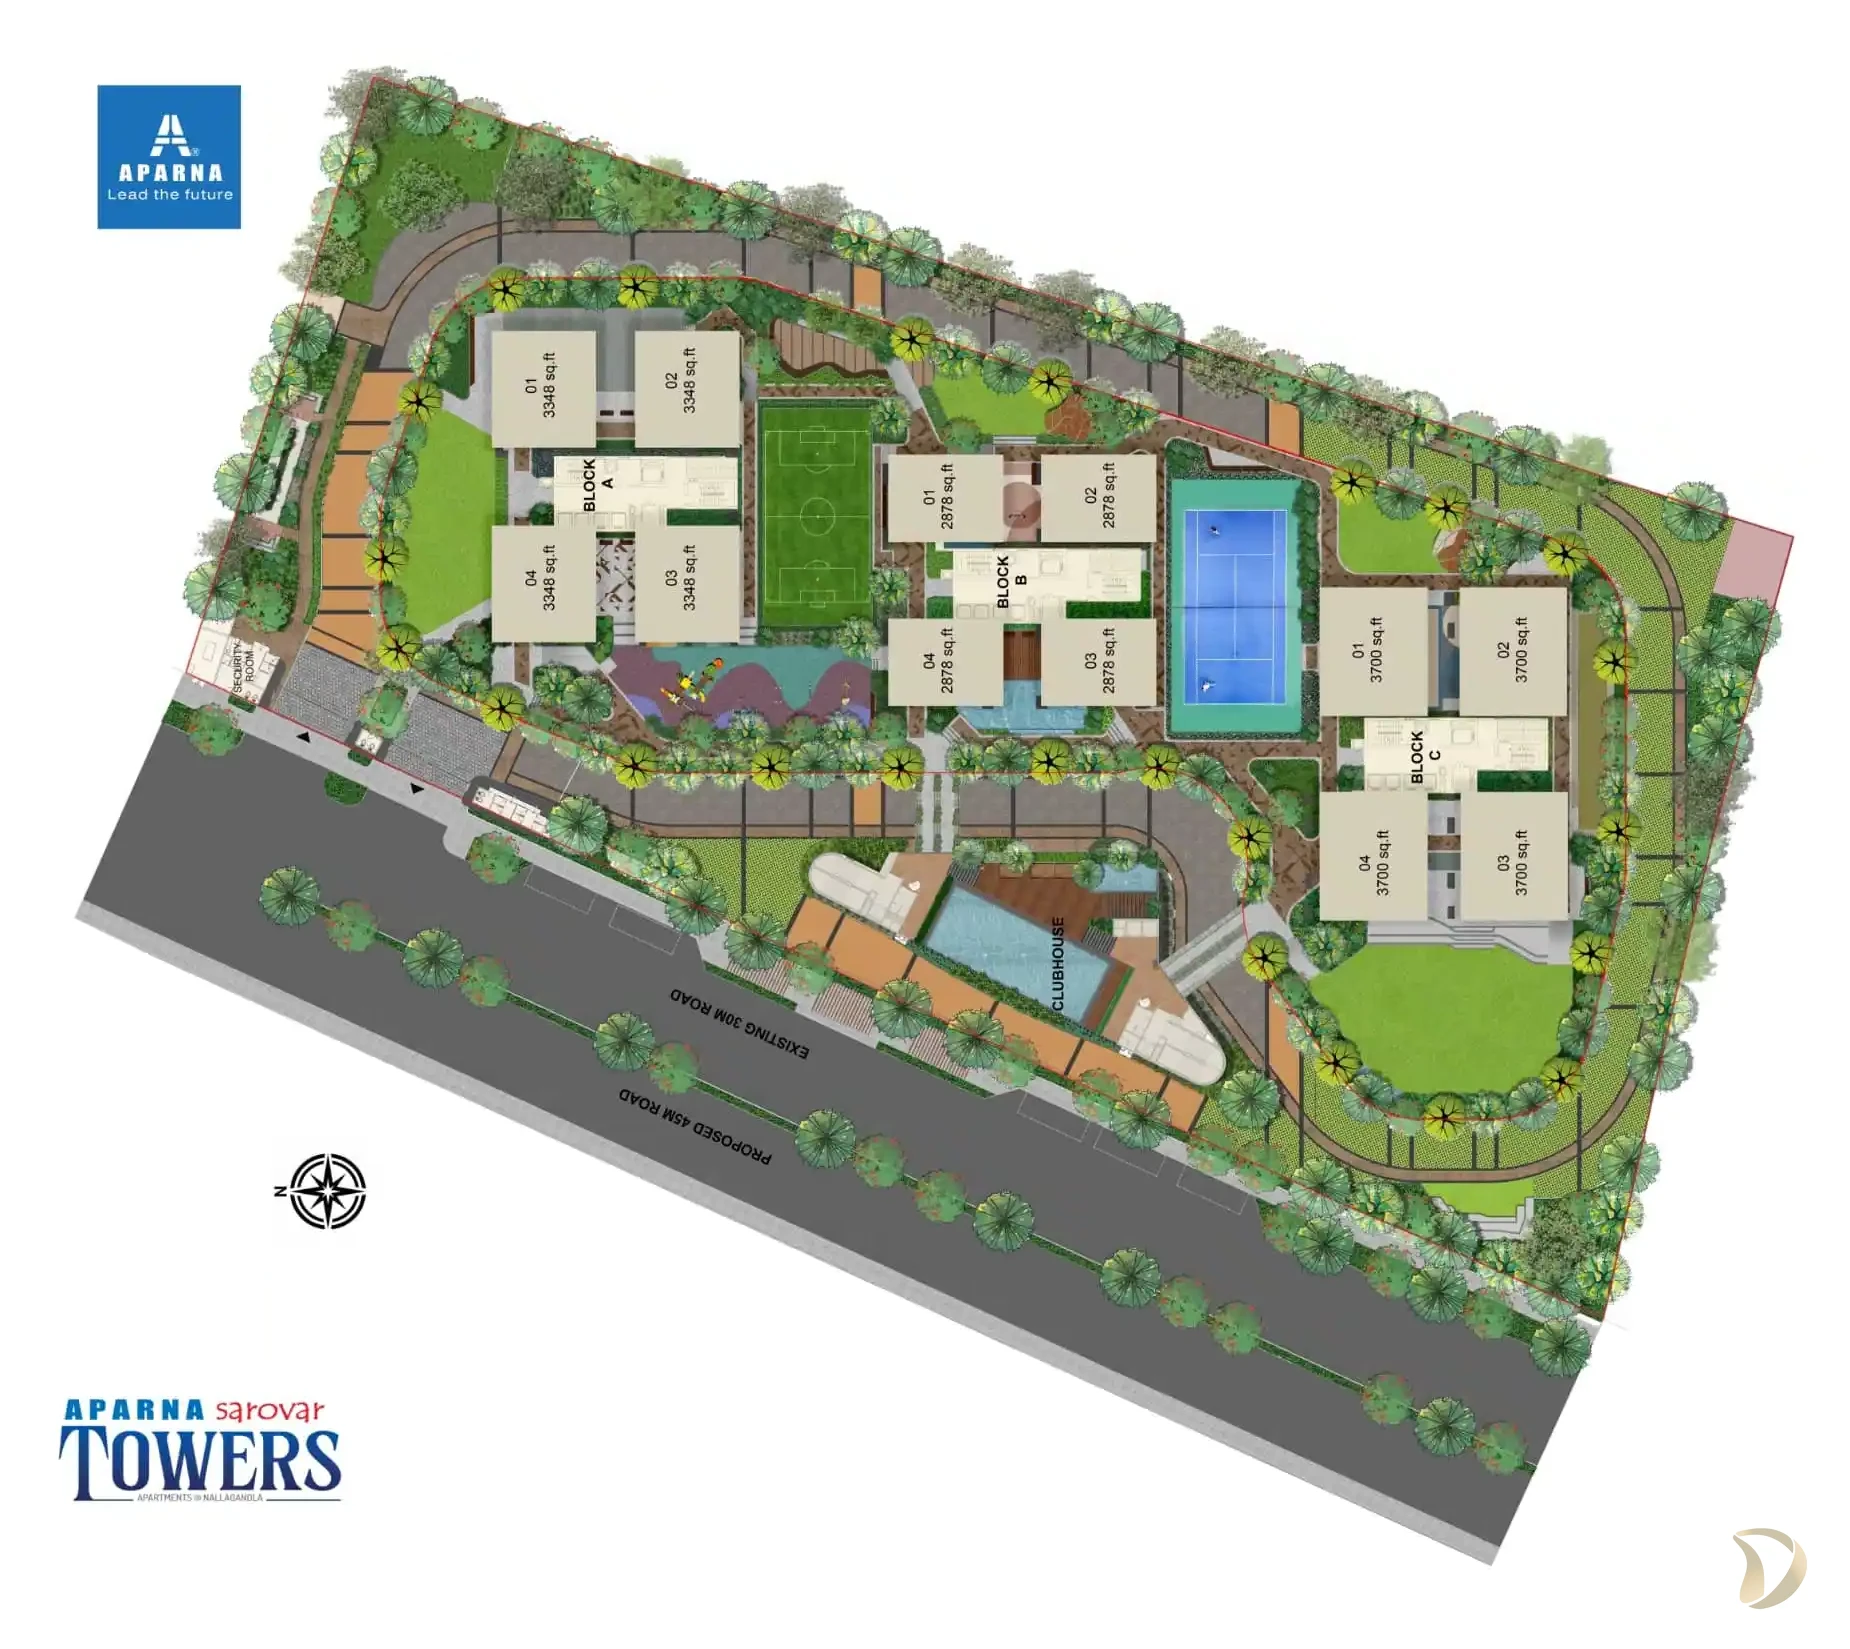 APARNA
Lead the future
01
3348 sq.ft
02
3348 sq.ft
BLOCK
A
04
3348 sq.ft
03
3348 sq.ft
01
2878 sq.ft
02
2878 sq.ft
BLOCK
B
04
2878 sq.ft
03
2878 sq.ft
01
3700 sq.ft
02
3700 sq.ft
BLOCK
C
04
3700 sq.ft
03
3700 sq.ft
SECURITY
ROOM
CLUBHOUSE
EXISTING 30M ROAD
PROPOSED 45M ROAD
N
APARNA sarovar
TOWERS
APARTMENTS @ NALLAGANDLA